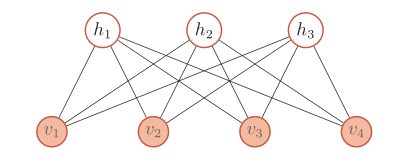 h₁ h₂ h₃
v₁ v₂ v₃ v₄